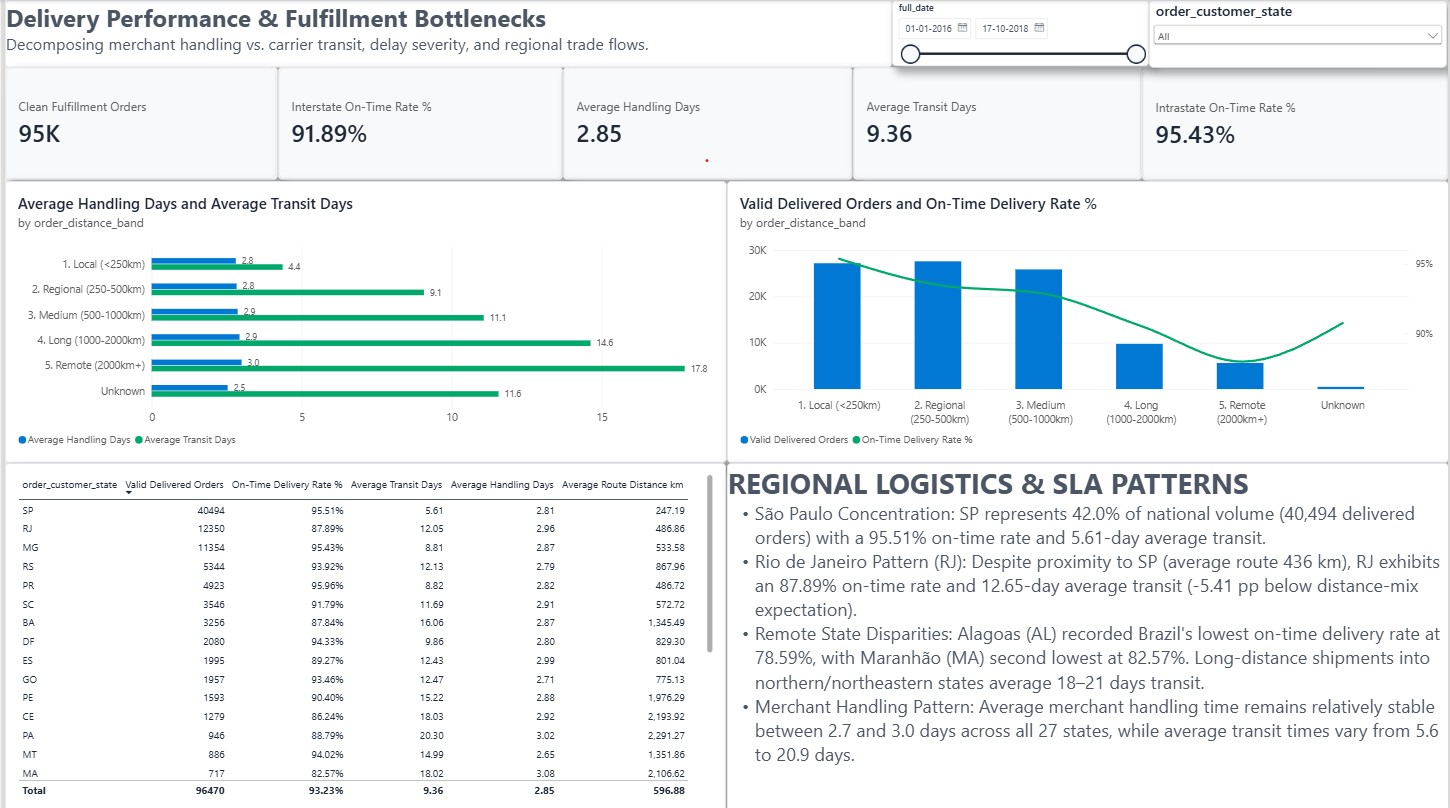 Delivery Performance & Fulfillment Bottlenecks
Decomposing merchant handling vs. carrier transit, delay severity, and regional trade flows.
full_date
01-01-2016 17-10-2018
order_customer_state
All
Clean Fulfillment Orders
95K
Interstate On-Time Rate %
91.89%
Average Handling Days
2.85
Average Transit Days
9.36
Intrastate On-Time Rate %
95.43%
Average Handling Days and Average Transit Days
by order_distance_band
1. Local (<250km) 2.8 4.4
2. Regional (250-500km) 2.8 9.1
3. Medium (500-1000km) 2.9 11.1
4. Long (1000-2000km) 2.9 14.6
5. Remote (2000km+) 3.0 17.8
Unknown 2.5 11.6
0 5 10 15
Average Handling Days Average Transit Days
Valid Delivered Orders and On-Time Delivery Rate %
by order_distance_band
30K
95%
20K
90%
10K
0K
1. Local (<250km) 2. Regional (250-500km) 3. Medium (500-1000km) 4. Long (1000-2000km) 5. Remote (2000km+) Unknown
Valid Delivered Orders On-Time Delivery Rate %
order_customer_state Valid Delivered Orders On-Time Delivery Rate % Average Transit Days Average Handling Days Average Route Distance km
SP 40494 95.51% 5.61 2.81 247.19
RJ 12350 87.89% 12.05 2.96 486.86
MG 11354 95.43% 8.81 2.87 533.58
RS 5344 93.92% 12.13 2.79 867.96
PR 4923 95.96% 8.82 2.82 486.72
SC 3546 91.79% 11.69 2.91 572.72
BA 3256 87.84% 16.06 2.87 1,345.49
DF 2080 94.33% 9.86 2.80 829.30
ES 1995 89.27% 12.43 2.99 801.04
GO 1957 93.46% 12.47 2.71 775.13
PE 1593 90.40% 15.22 2.88 1,976.29
CE 1279 86.24% 18.03 2.92 2,193.92
PA 946 88.79% 20.30 3.02 2,291.27
MT 886 94.02% 14.99 2.65 1,351.86
MA 717 82.57% 18.02 3.08 2,106.62
Total 96470 93.23% 9.36 2.85 596.88
REGIONAL LOGISTICS & SLA PATTERNS
• São Paulo Concentration: SP represents 42.0% of national volume (40,494 delivered
orders) with a 95.51% on-time rate and 5.61-day average transit.
• Rio de Janeiro Pattern (RJ): Despite proximity to SP (average route 436 km), RJ exhibits
an 87.89% on-time rate and 12.65-day average transit (-5.41 pp below distance-mix
expectation).
• Remote State Disparities: Alagoas (AL) recorded Brazil's lowest on-time delivery rate at
78.59%, with Maranhão (MA) second lowest at 82.57%. Long-distance shipments into
northern/northeastern states average 18–21 days transit.
• Merchant Handling Pattern: Average merchant handling time remains relatively stable
between 2.7 and 3.0 days across all 27 states, while average transit times vary from 5.6
to 20.9 days.